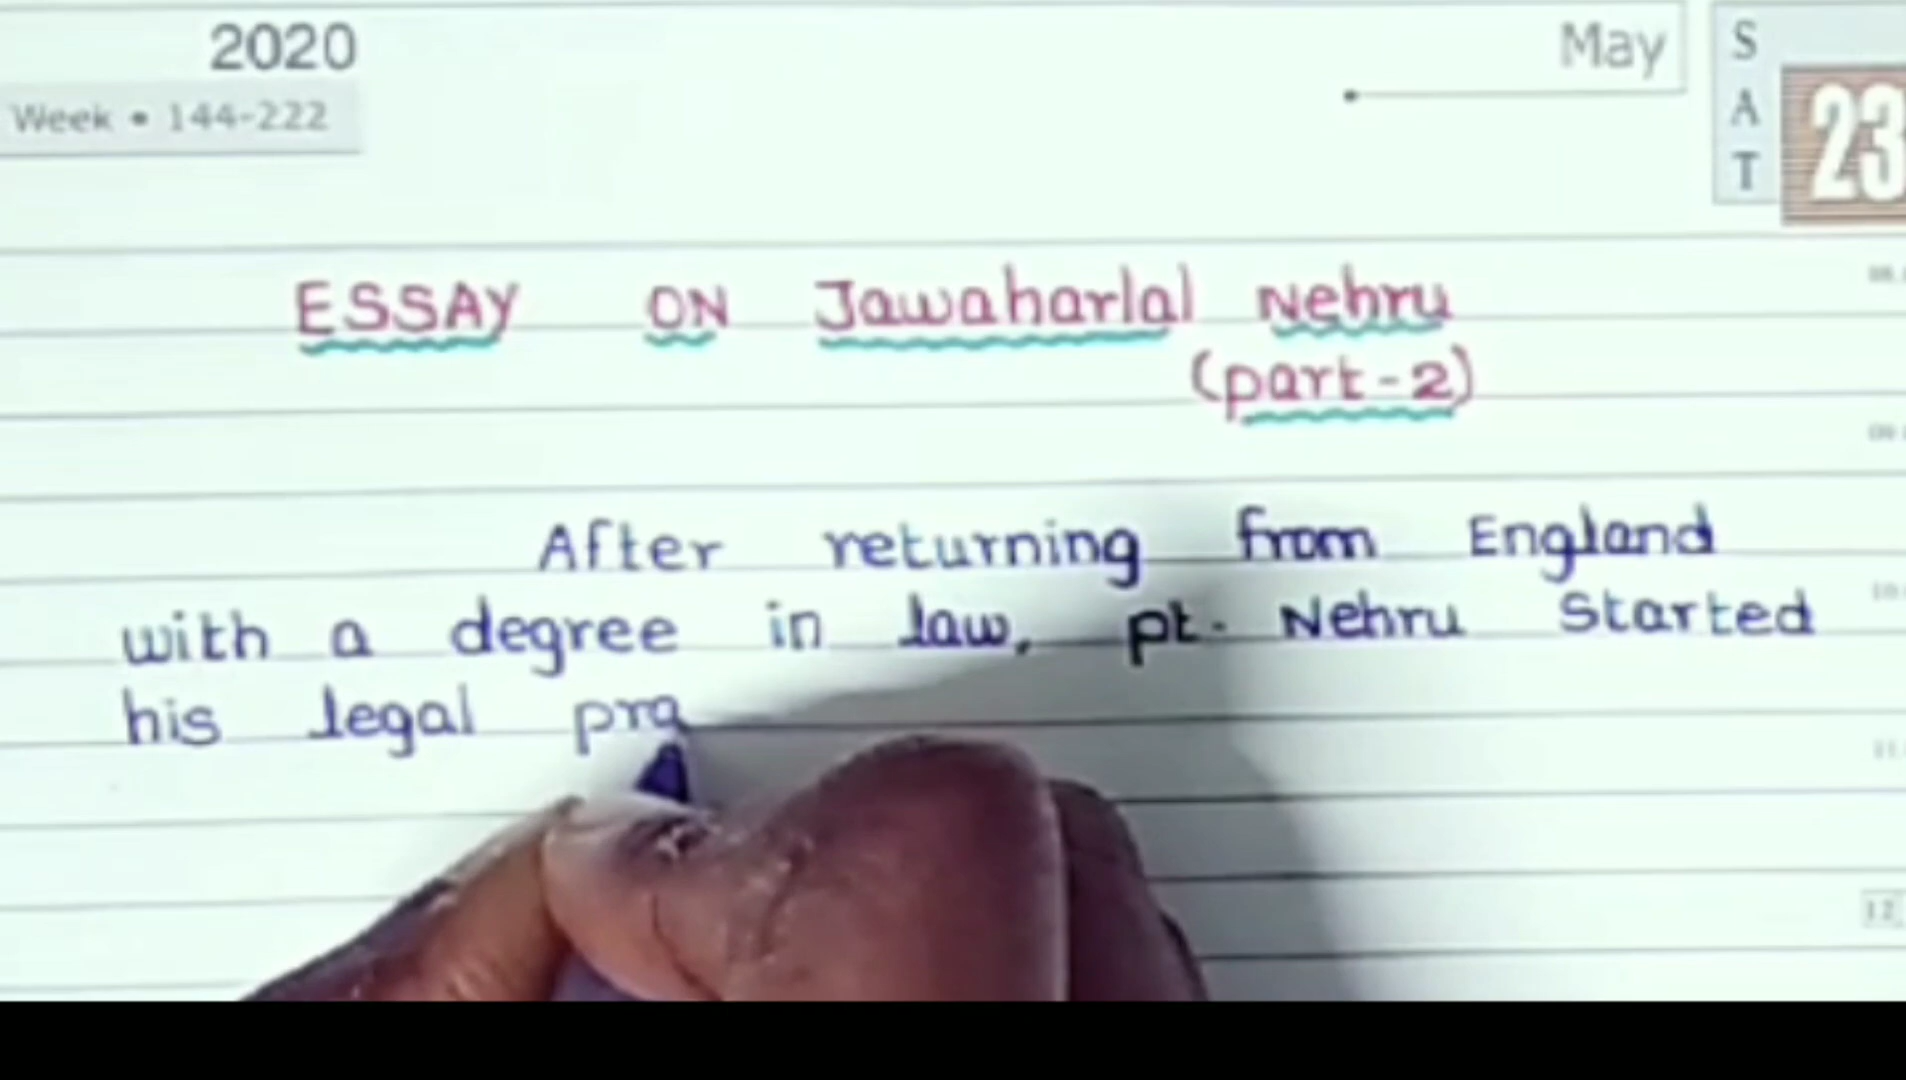 2020
May
SAT
23
Week • 144-222
ESSAY ON Jawaharlal Nehru
(part-2)
After returning from England
with a degree in law, pt. Nehru Started
his legal pra